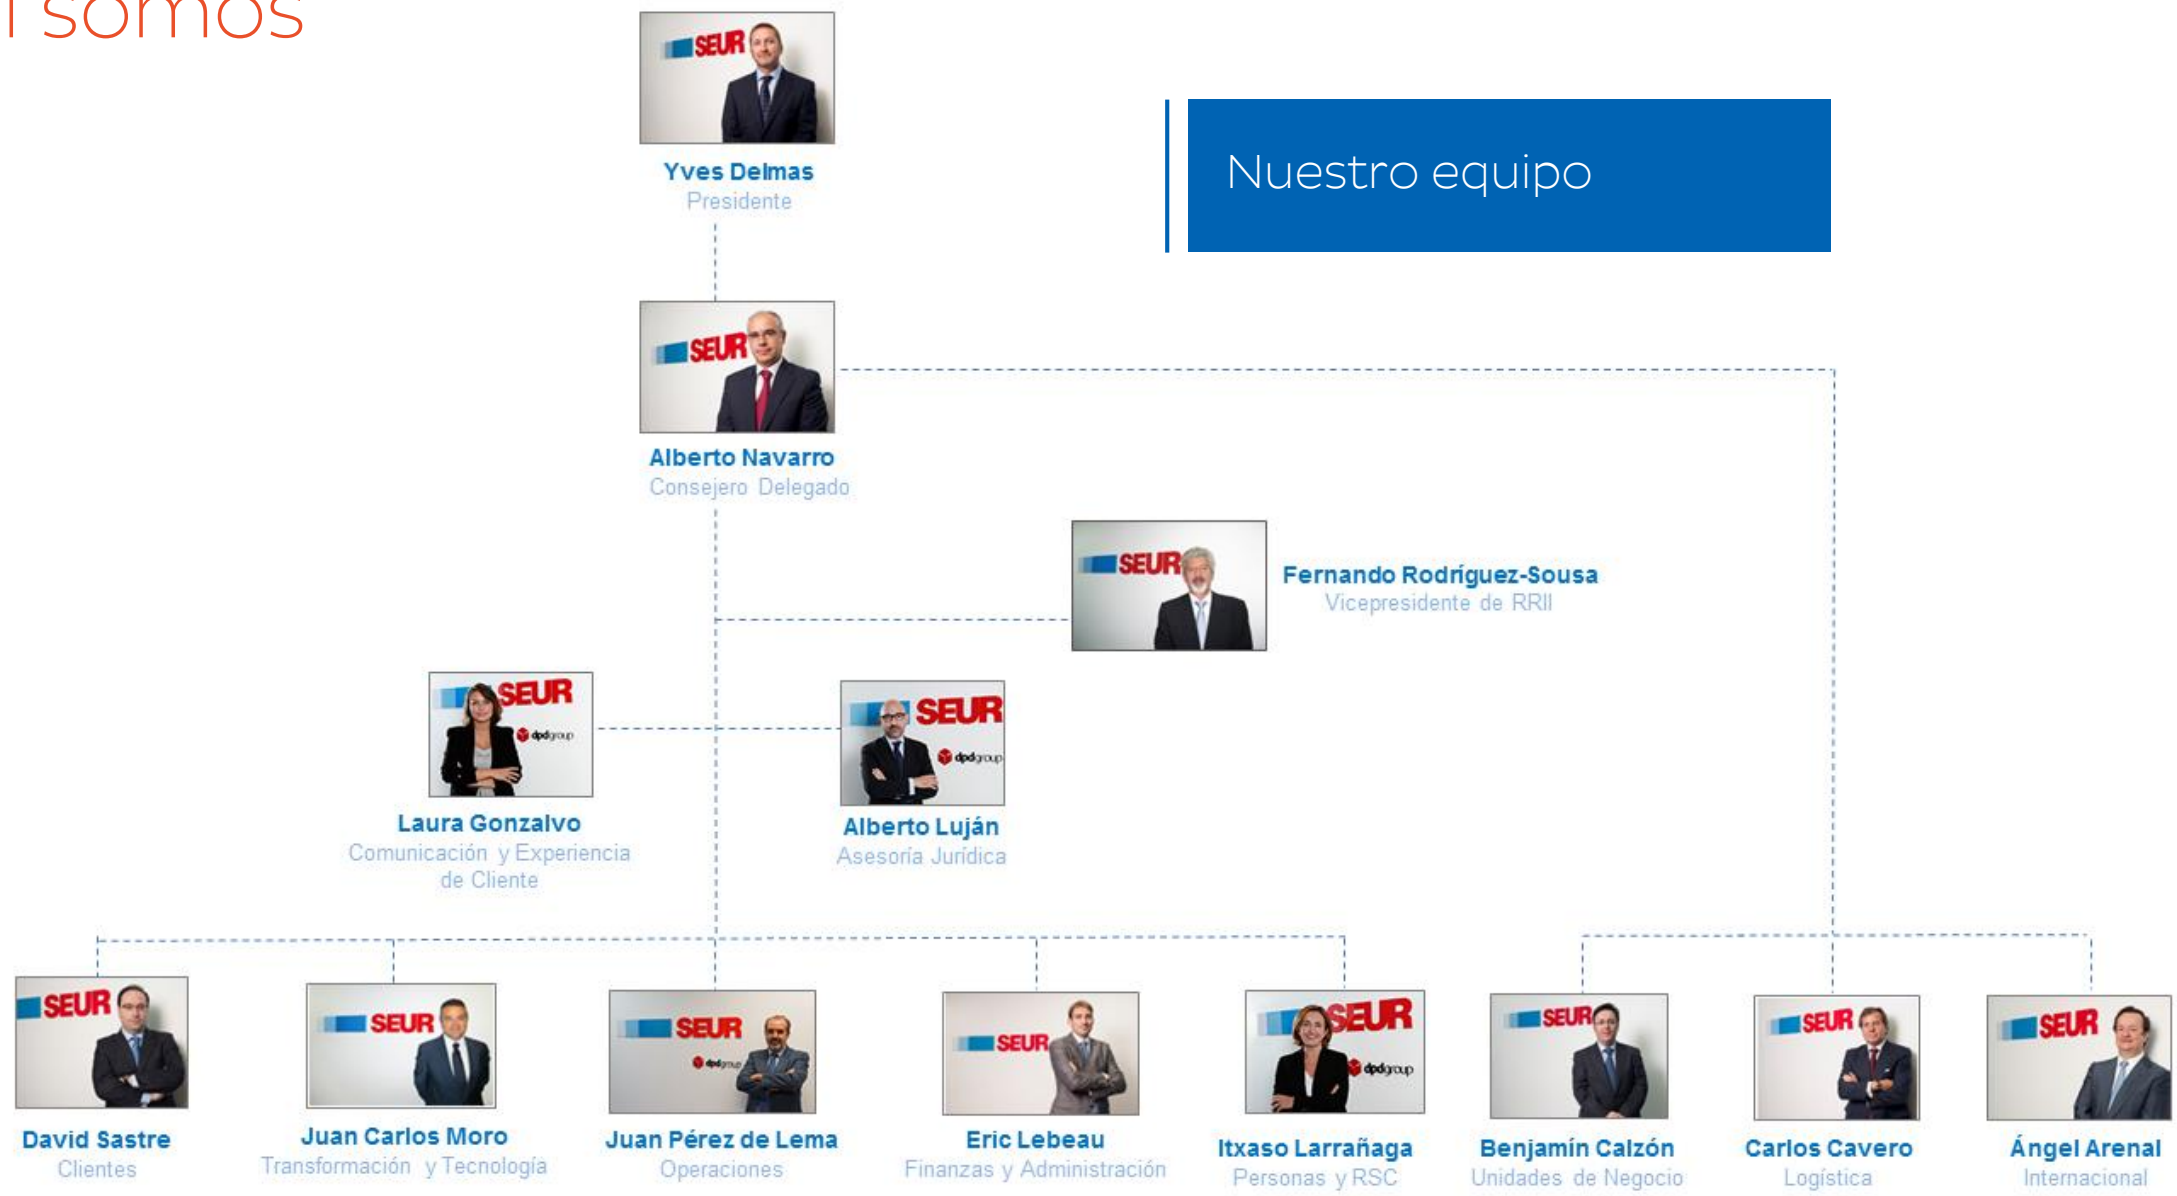 somos
SEUR
Yves Delmas
Presidente
Nuestro equipo
SEUR
Alberto Navarro
Consejero Delegado
SEUR
Fernando Rodríguez-Sousa
Vicepresidente de RRII
SEUR
dpdgroup
Laura Gonzalvo
Comunicación y Experiencia
de Cliente
SEUR
dpdgroup
Alberto Luján
Asesoría Jurídica
SEUR
David Sastre
Clientes
SEUR
Juan Carlos Moro
Transformación y Tecnología
SEUR
dpdgroup
Juan Pérez de Lema
Operaciones
SEUR
Eric Lebeau
Finanzas y Administración
SEUR
dpdgroup
Itxaso Larrañaga
Personas y RSC
SEUR
Benjamín Calzón
Unidades de Negocio
SEUR
Carlos Cavero
Logística
SEUR
Ángel Arenal
Internacional